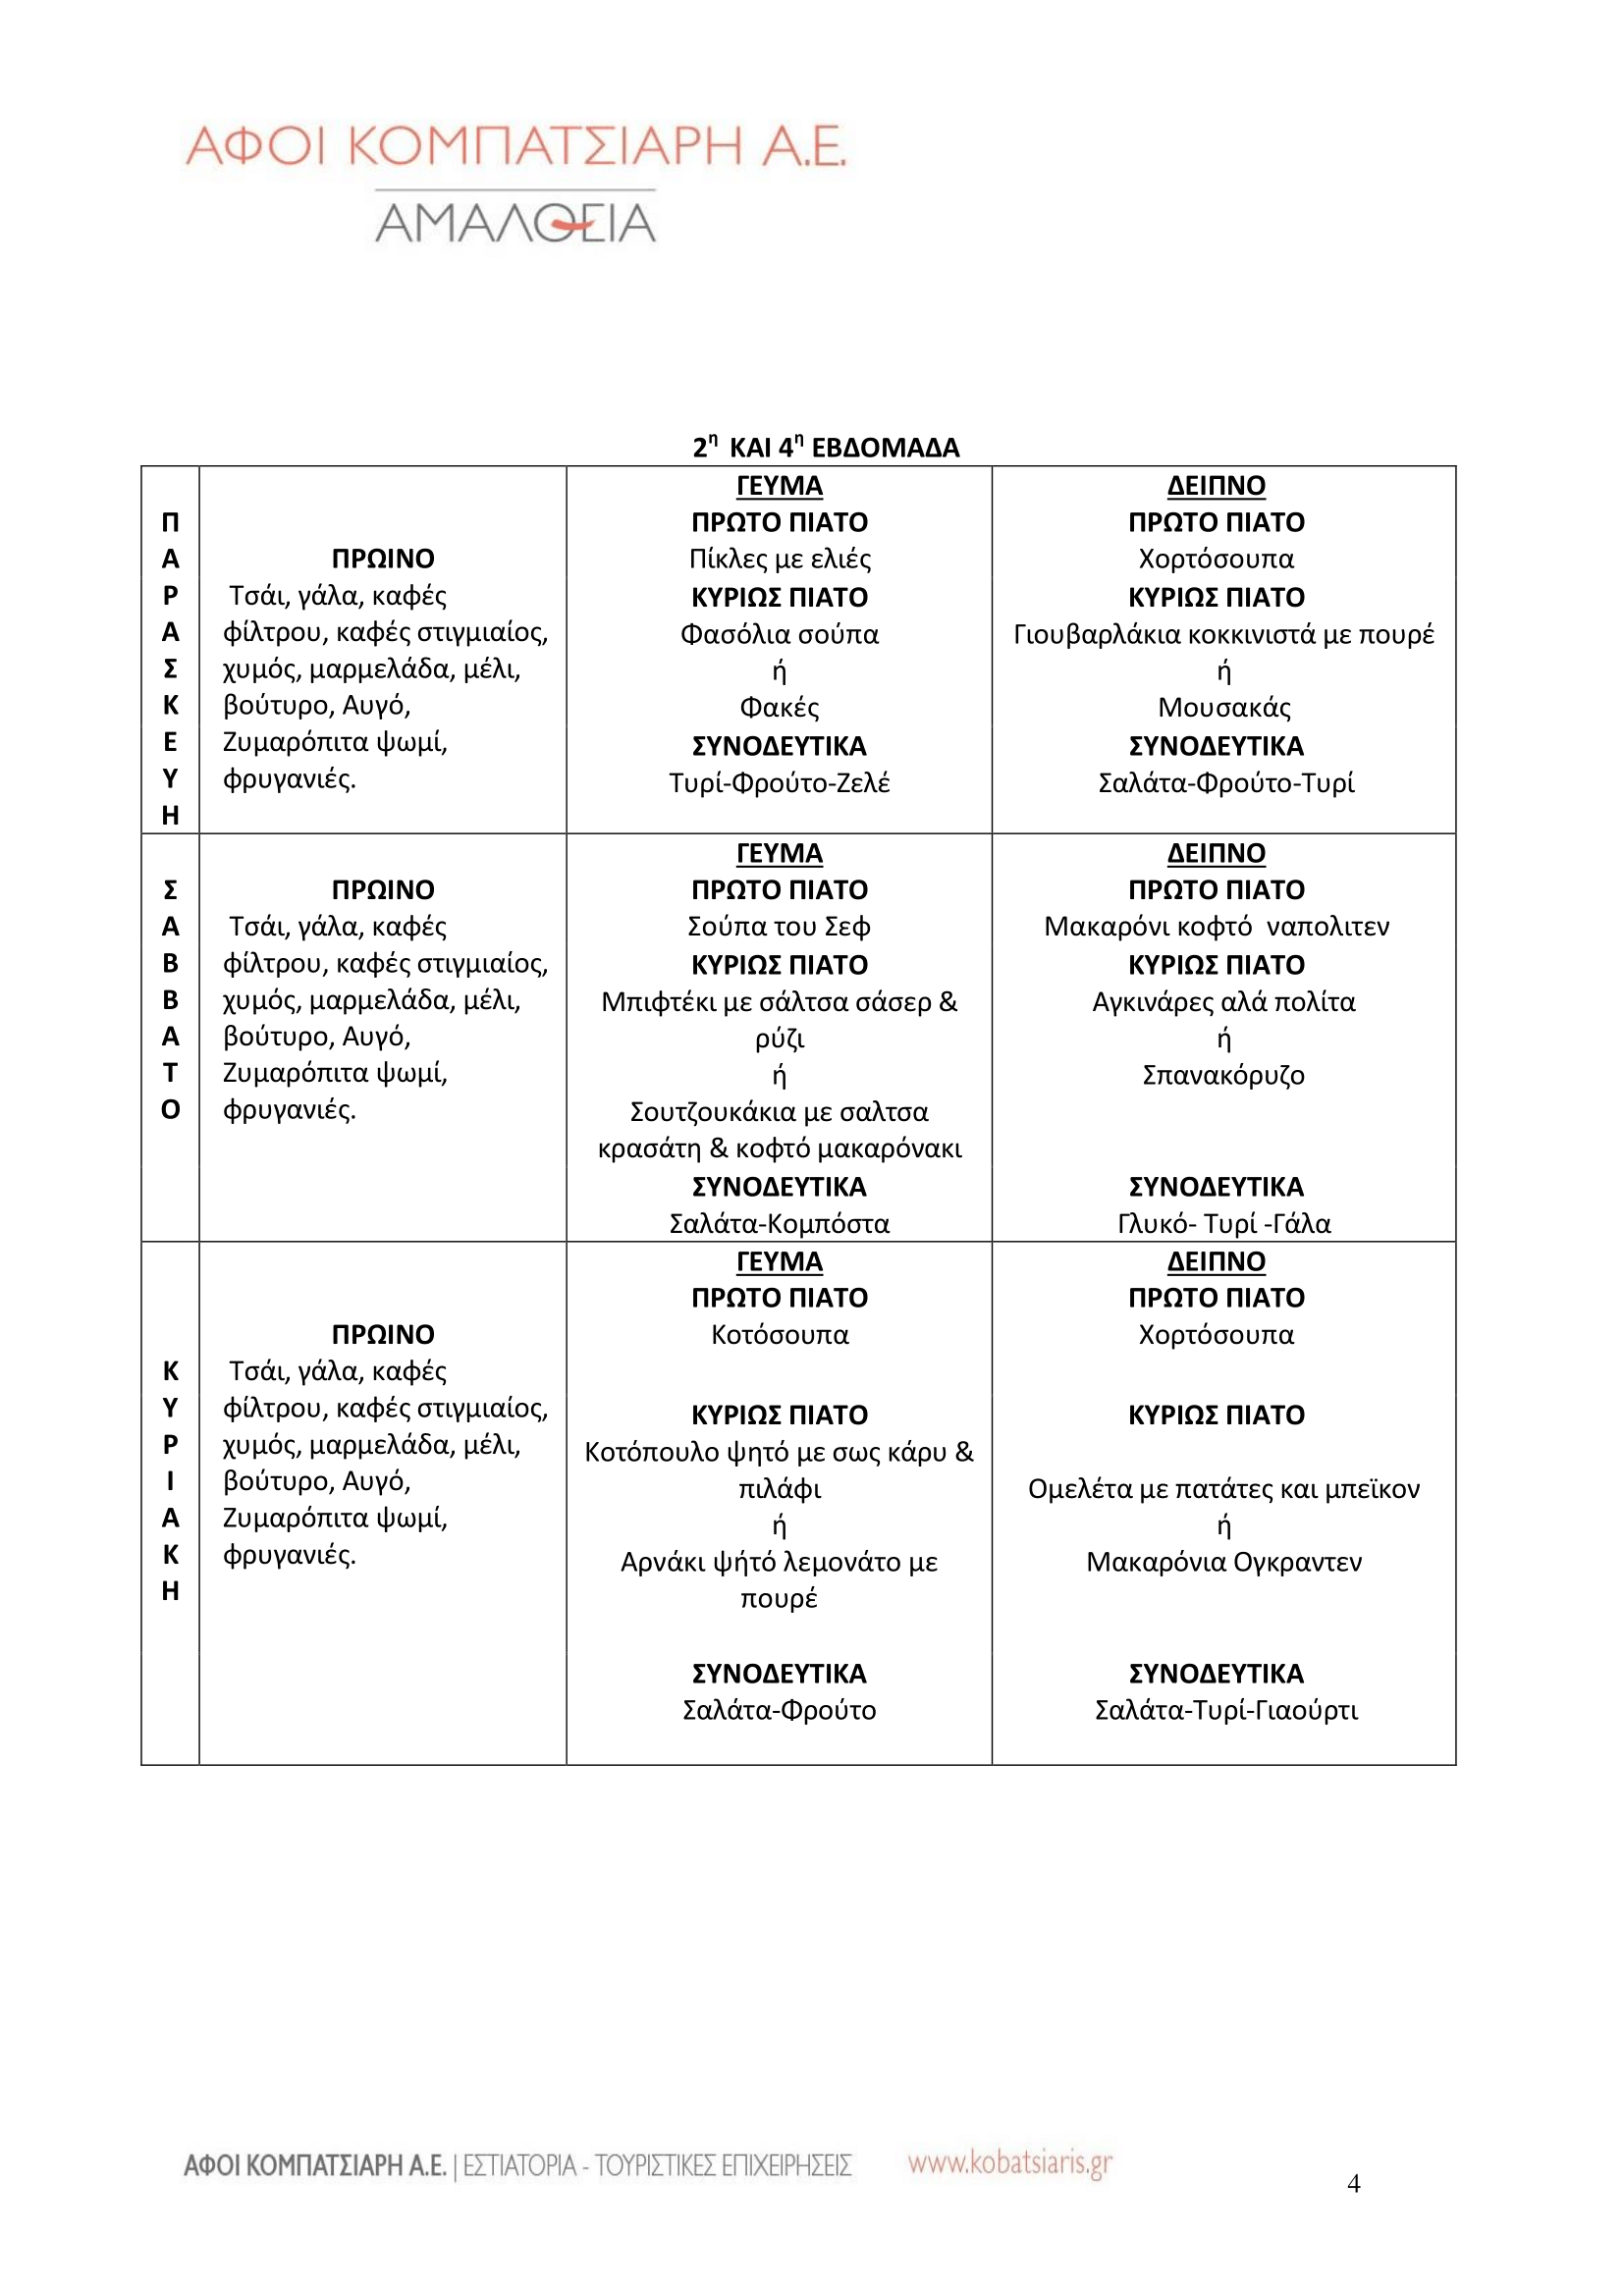 ΑΦΟΙ ΚΟΜΠΑΤΣΙΑΡΗ Α.Ε.
ΑΜΑΛΘΕΙΑ
2η ΚΑΙ 4η ΕΒΔΟΜΑΔΑ
Π
Α
Ρ
Α
Σ
Κ
Ε
Υ
Η
ΠΡΩΙΝΟ
Τσάι, γάλα, καφές
φίλτρου, καφές στιγμιαίος,
χυμός, μαρμελάδα, μέλι,
βούτυρο, Αυγό,
Ζυμαρόπιτα ψωμί,
φρυγανιές.
ΓΕΥΜΑ
ΠΡΩΤΟ ΠΙΑΤΟ
Πίκλες με ελιές
ΚΥΡΙΩΣ ΠΙΑΤΟ
Φασόλια σούπα
ή
Φακές
ΣΥΝΟΔΕΥΤΙΚΑ
Τυρί-Φρούτο-Ζελέ
ΔΕΙΠΝΟ
ΠΡΩΤΟ ΠΙΑΤΟ
Χορτόσουπα
ΚΥΡΙΩΣ ΠΙΑΤΟ
Γιουβαρλάκια κοκκινιστά με πουρέ
ή
Μουσακάς
ΣΥΝΟΔΕΥΤΙΚΑ
Σαλάτα-Φρούτο-Τυρί
Σ
Α
Β
Β
Α
Τ
Ο
ΠΡΩΙΝΟ
Τσάι, γάλα, καφές
φίλτρου, καφές στιγμιαίος,
χυμός, μαρμελάδα, μέλι,
βούτυρο, Αυγό,
Ζυμαρόπιτα ψωμί,
φρυγανιές.
ΓΕΥΜΑ
ΠΡΩΤΟ ΠΙΑΤΟ
Σούπα του Σεφ
ΚΥΡΙΩΣ ΠΙΑΤΟ
Μπιφτέκι με σάλτσα σάσερ &
ρύζι
ή
Σουτζουκάκια με σαλτσα
κρασάτη & κοφτό μακαρόνακι
ΣΥΝΟΔΕΥΤΙΚΑ
Σαλάτα-Κομπόστα
ΔΕΙΠΝΟ
ΠΡΩΤΟ ΠΙΑΤΟ
Μακαρόνι κοφτό ναπολιτεν
ΚΥΡΙΩΣ ΠΙΑΤΟ
Αγκινάρες αλά πολίτα
ή
Σπανακόρυζο
ΣΥΝΟΔΕΥΤΙΚΑ
Γλυκό- Τυρί -Γάλα
Κ
Υ
Ρ
Ι
Α
Κ
Η
ΠΡΩΙΝΟ
Τσάι, γάλα, καφές
φίλτρου, καφές στιγμιαίος,
χυμός, μαρμελάδα, μέλι,
βούτυρο, Αυγό,
Ζυμαρόπιτα ψωμί,
φρυγανιές.
ΓΕΥΜΑ
ΠΡΩΤΟ ΠΙΑΤΟ
Κοτόσουπα
ΚΥΡΙΩΣ ΠΙΑΤΟ
Κοτόπουλο ψητό με σως κάρυ &
πιλάφι
ή
Αρνάκι ψήτό λεμονάτο με
πουρέ
ΣΥΝΟΔΕΥΤΙΚΑ
Σαλάτα-Φρούτο
ΔΕΙΠΝΟ
ΠΡΩΤΟ ΠΙΑΤΟ
Χορτόσουπα
ΚΥΡΙΩΣ ΠΙΑΤΟ
Ομελέτα με πατάτες και μπεϊκον
ή
Μακαρόνια Ογκραντεν
ΣΥΝΟΔΕΥΤΙΚΑ
Σαλάτα-Τυρί-Γιαούρτι
ΑΦΟΙ ΚΟΜΠΑΤΣΙΑΡΗ Α.Ε. | ΕΣΤΙΑΤΟΡΙΑ - ΤΟΥΡΙΣΤΙΚΕΣ ΕΠΙΧΕΙΡΗΣΕΙΣ www.kobatsiaris.gr
4